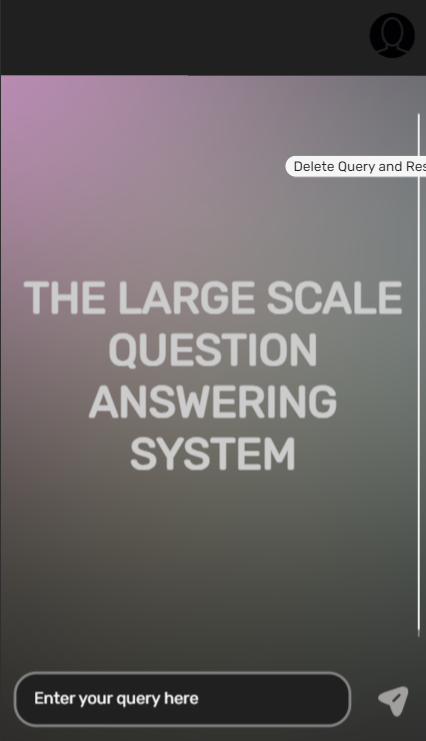 Delete Query and Res
THE LARGE SCALE
QUESTION
ANSWERING
SYSTEM
Enter your query here